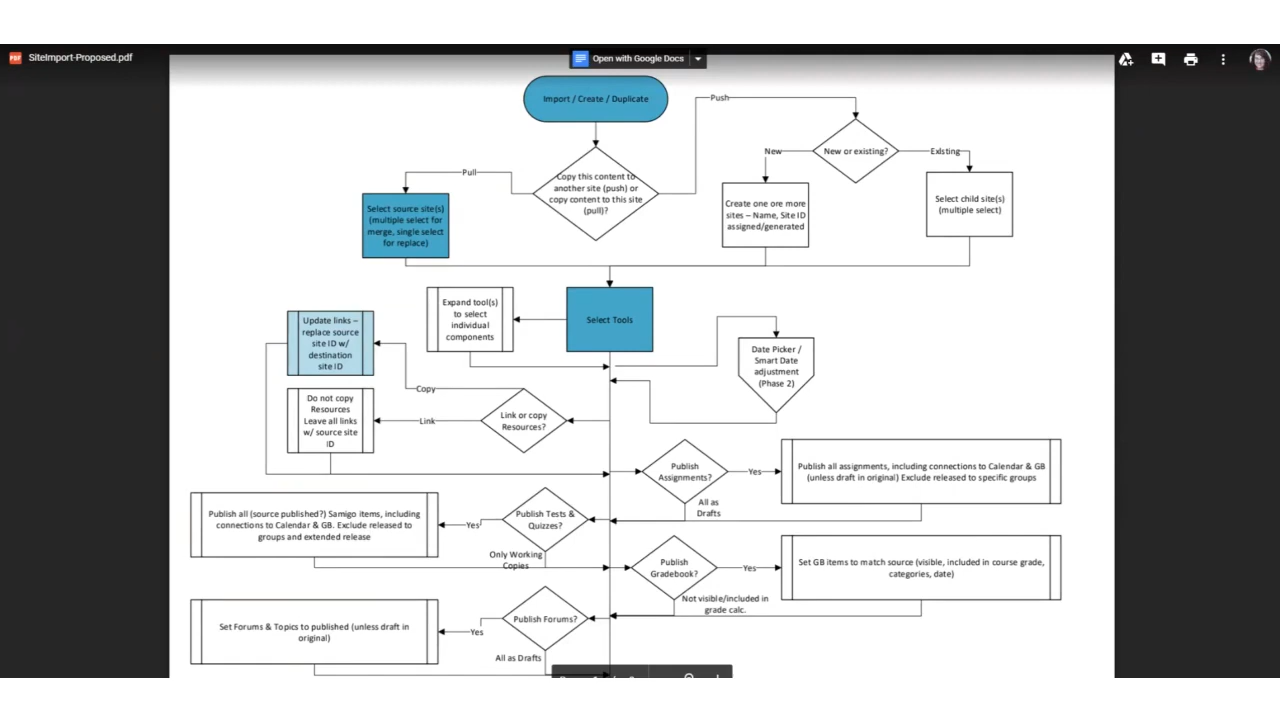 SiteImport-Proposed.pdf
Open with Google Docs
Import / Create / Duplicate
Push
New or existing?
New
Existing
Pull
Copy this content to
another site (push) or
copy content to this site
(pull)?
Select source site(s)
(multiple select for
merge, single select
for replace)
Create one ore more
sites – Name, Site ID
assigned/generated
Select child site(s)
(multiple select)
Expand tool(s)
to select
individual
components
Select Tools
Update links –
replace source
site ID w/
destination
site ID
Date Picker /
Smart Date
adjustment
(Phase 2)
Copy
Do not copy
Resources
Leave all links
w/ source site
ID
Link
Link or copy
Resources?
Publish
Assignments?
Yes
Publish all assignments, including connections to Calendar & GB
(unless draft in original) Exclude released to specific groups
All as
Drafts
Publish all (source published?) Samigo items, including
connections to Calendar & GB. Exclude released to
groups and extended release
Yes
Publish Tests &
Quizzes?
Only Working
Copies
Publish
Gradebook?
Yes
Set GB items to match source (visible, included in course grade,
categories, date)
Not visible/included in
grade calc.
Set Forums & Topics to published (unless draft in
original)
Yes
Publish Forums?
All as Drafts